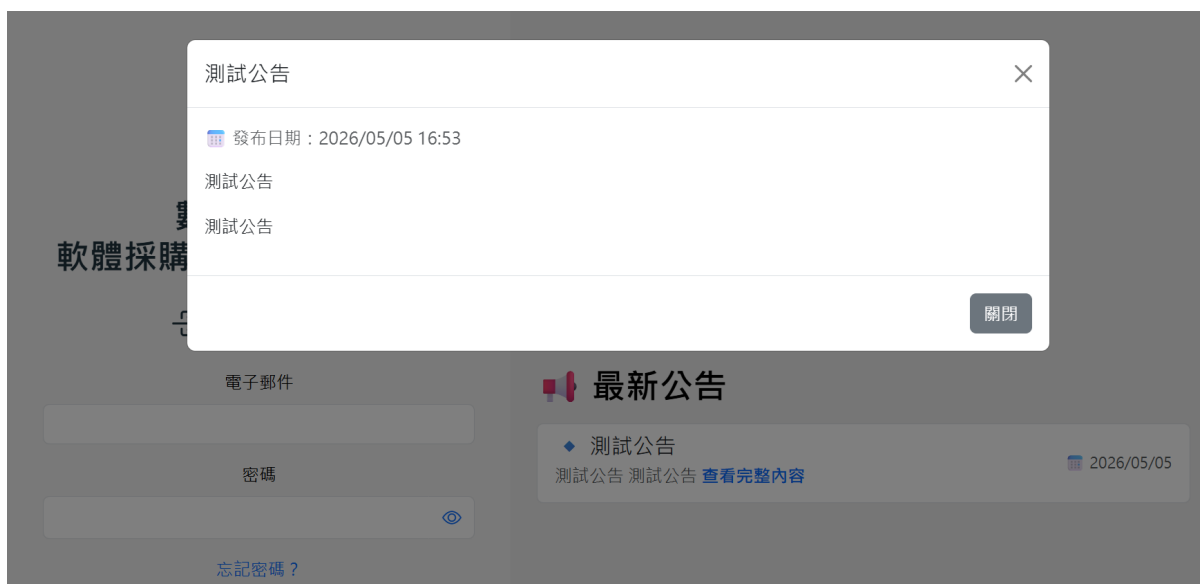 測試公告
發布日期：2026/05/05 16:53
測試公告
測試公告
關閉
軟體採購
電子郵件
密碼
忘記密碼？
最新公告
測試公告
測試公告 測試公告 查看完整內容
2026/05/05